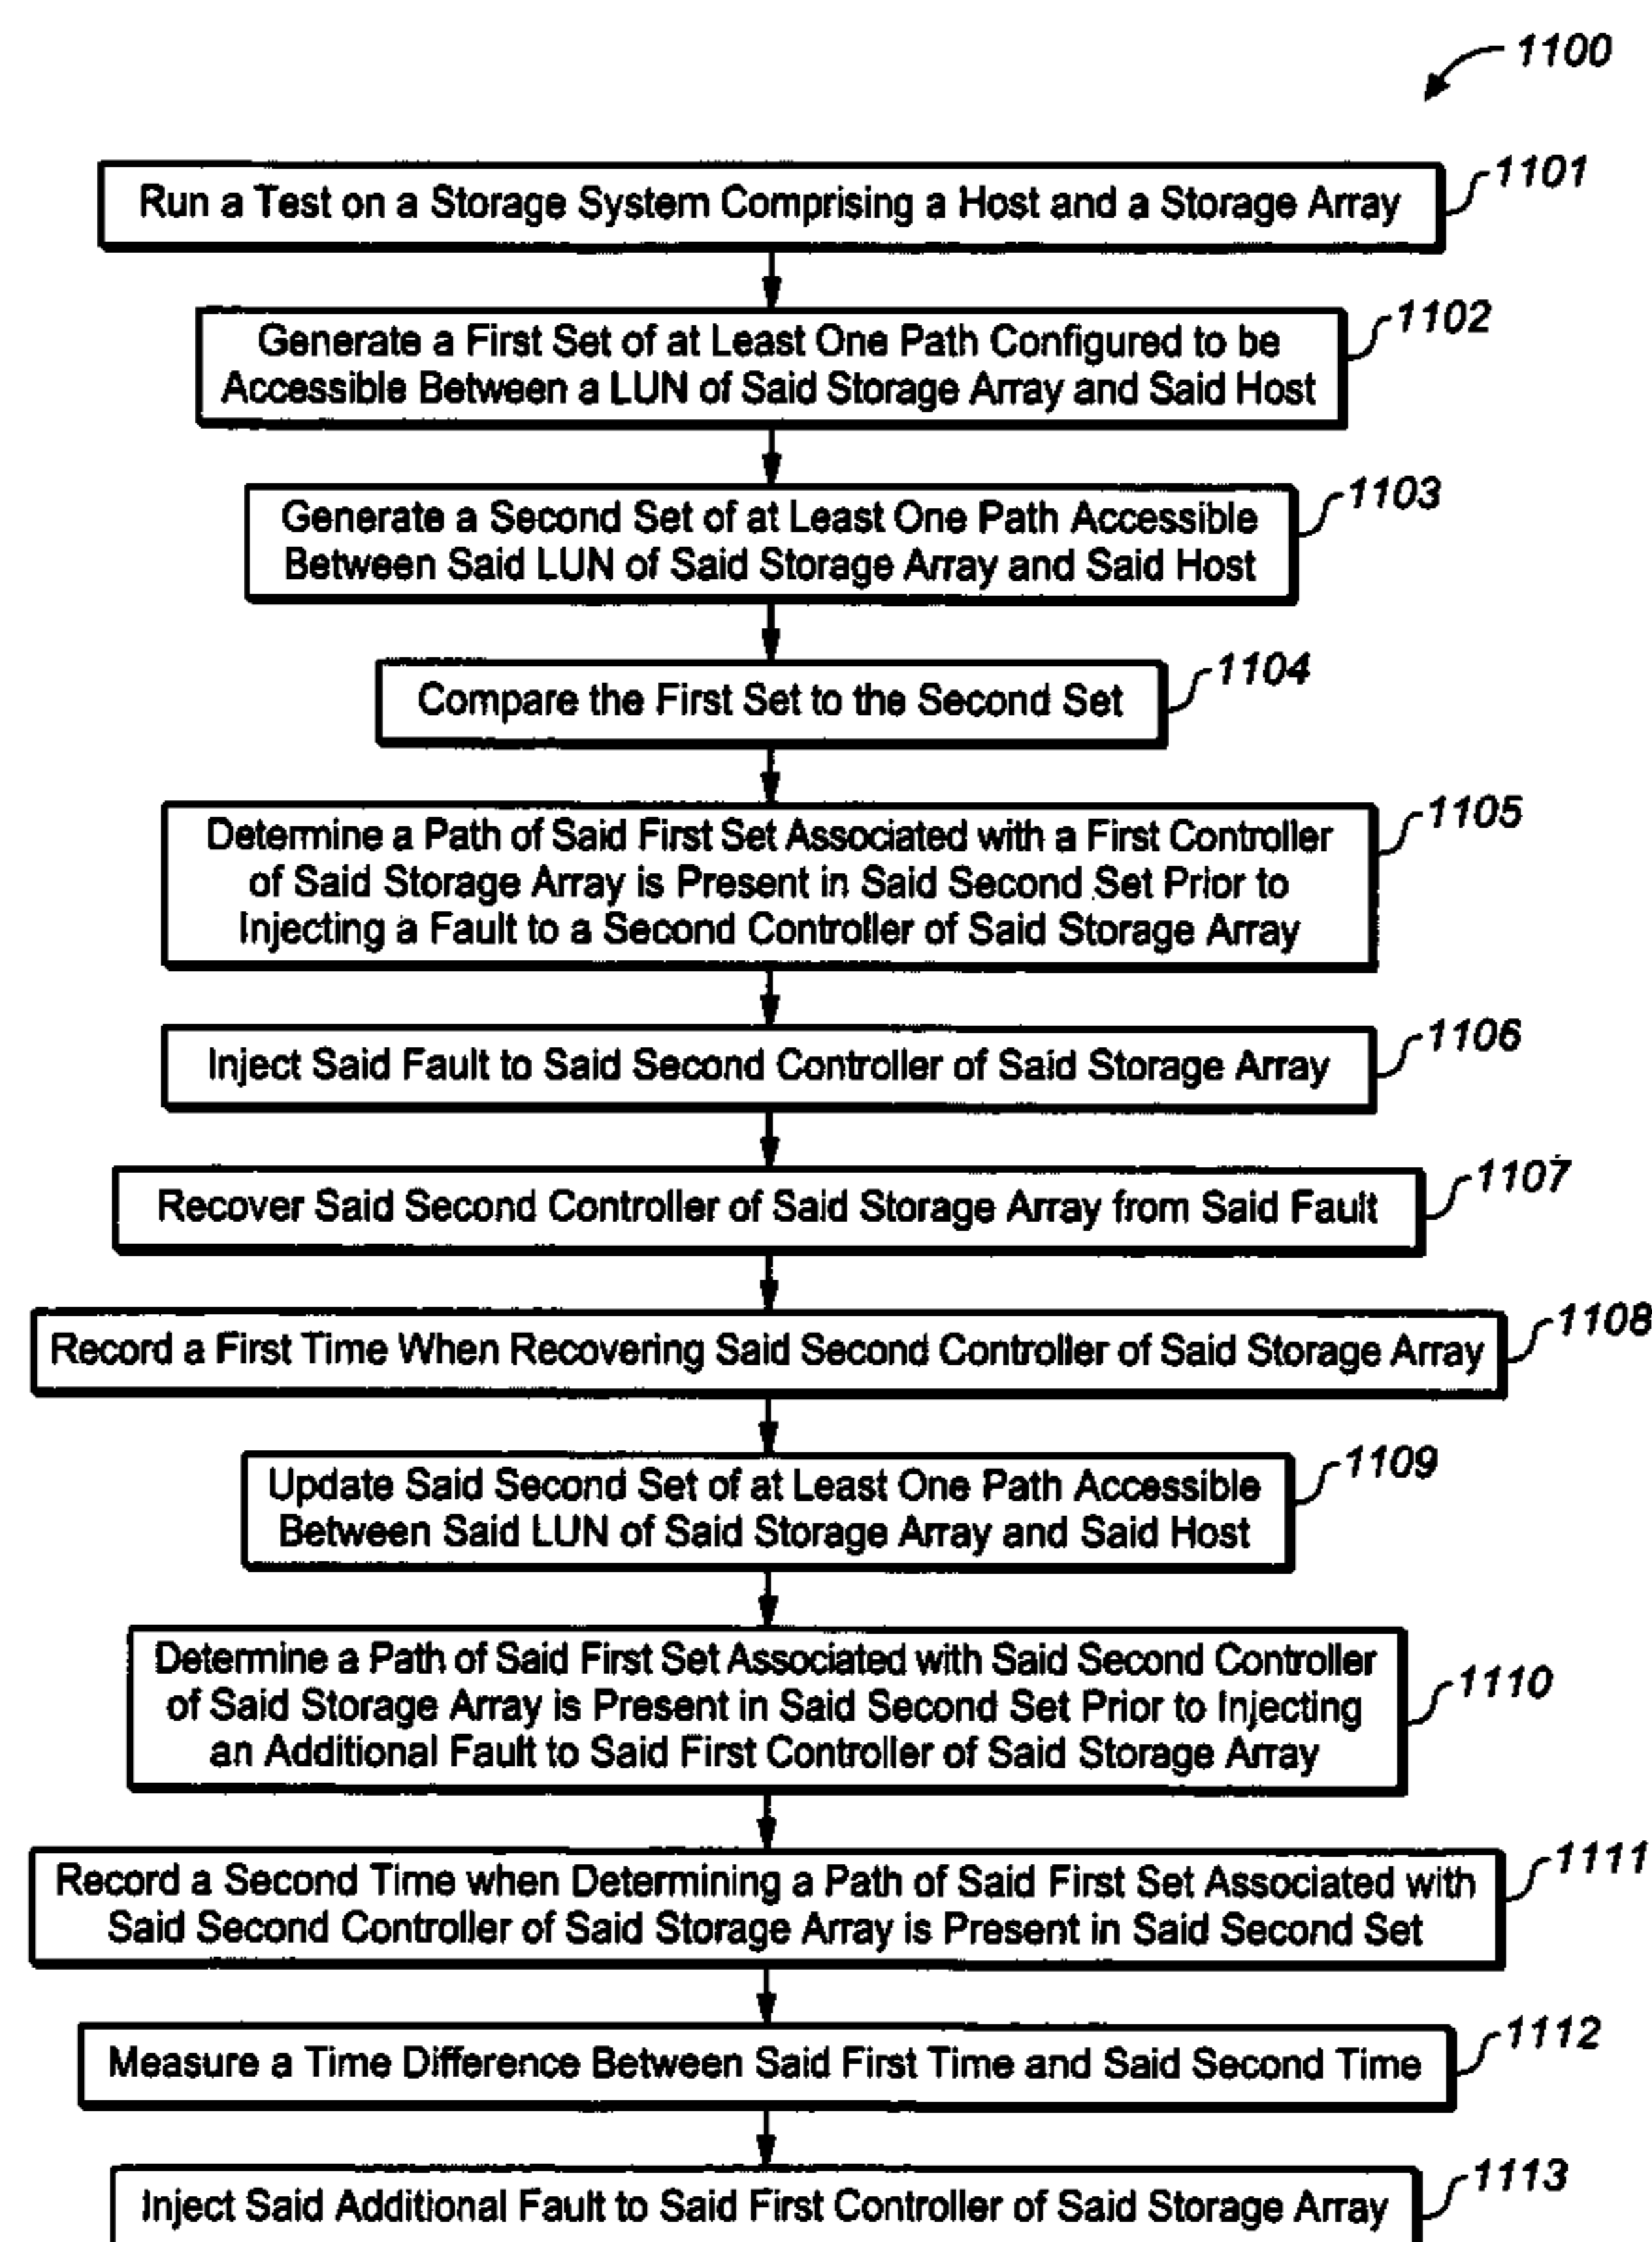 1100
Run a Test on a Storage System Comprising a Host and a Storage Array
1101
Generate a First Set of at Least One Path Configured to be
Accessible Between a LUN of Said Storage Array and Said Host
1102
Generate a Second Set of at Least One Path Accessible
Between Said LUN of Said Storage Array and Said Host
1103
Compare the First Set to the Second Set
1104
Determine a Path of Said First Set Associated with a First Controller
of Said Storage Array is Present in Said Second Set Prior to
Injecting a Fault to a Second Controller of Said Storage Array
1105
Inject Said Fault to Said Second Controller of Said Storage Array
1106
Recover Said Second Controller of Said Storage Array from Said Fault
1107
Record a First Time When Recovering Said Second Controller of Said Storage Array
1108
Update Said Second Set of at Least One Path Accessible
Between Said LUN of Said Storage Array and Said Host
1109
Determine a Path of Said First Set Associated with Said Second Controller
of Said Storage Array is Present in Said Second Set Prior to Injecting
an Additional Fault to Said First Controller of Said Storage Array
1110
Record a Second Time when Determining a Path of Said First Set Associated with
Said Second Controller of Said Storage Array is Present in Said Second Set
1111
Measure a Time Difference Between Said First Time and Said Second Time
1112
Inject Said Additional Fault to Said First Controller of Said Storage Array
1113